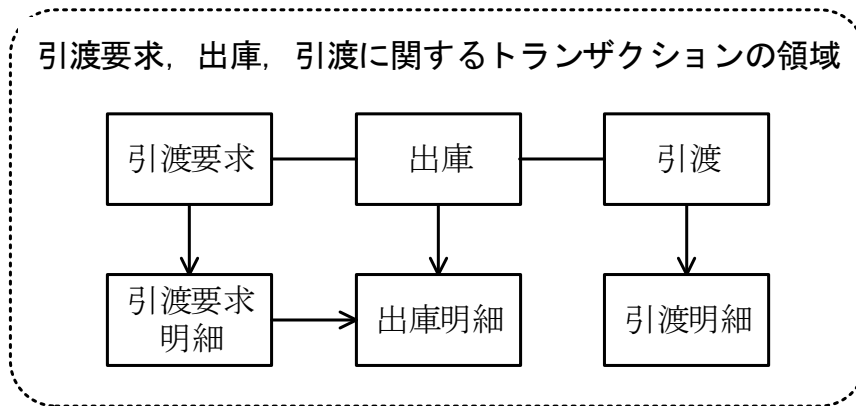 引渡要求，出庫，引渡に関するトランザクションの領域
引渡要求
出庫
引渡
引渡要求
明細
出庫明細
引渡明細